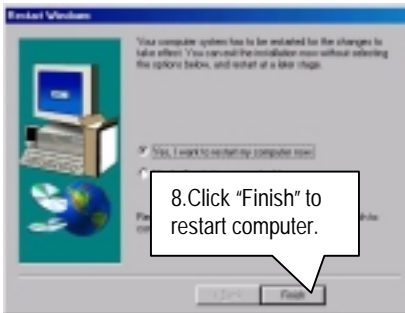 Restart Windows
Your computer system has to be restarted for the changes to
take effect. You can exit the installation now without selecting
the options below, and restart at a later stage.
Yes, I want to restart my computer now
8.Click “Finish” to
restart computer.
< Back
Finish